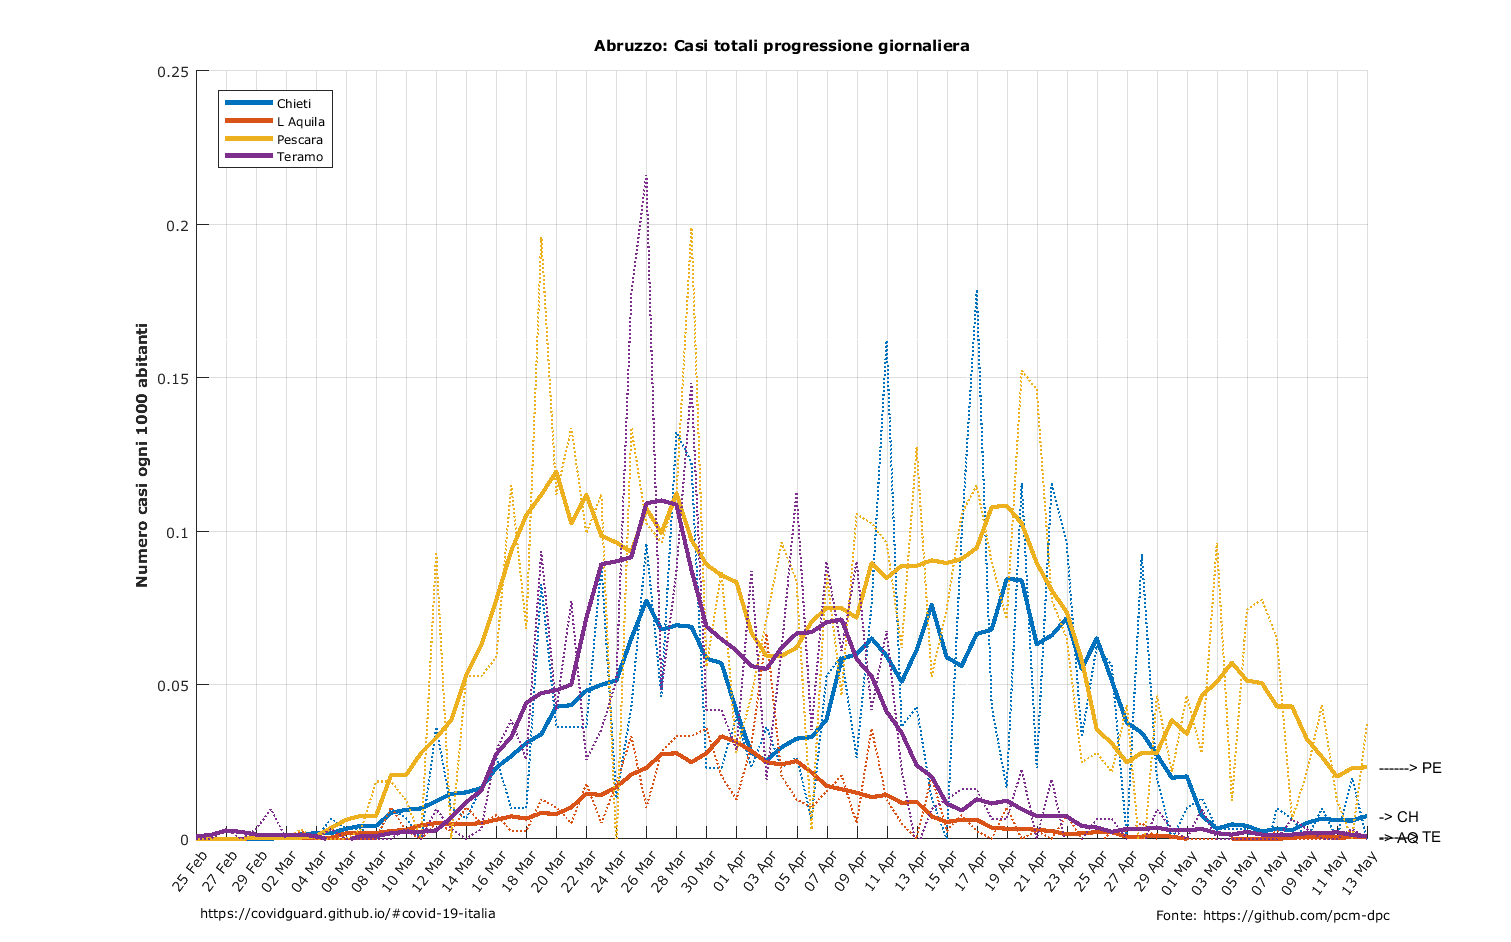 Abruzzo: Casi totali progressione giornaliera
Numero casi ogni 1000 abitanti
0.25
0.2
0.15
0.1
0.05
0
Chieti
L Aquila
Pescara
Teramo
------> PE
-> CH
-> AQ
-----> TE
25 Feb
27 Feb
29 Feb
02 Mar
04 Mar
06 Mar
08 Mar
10 Mar
12 Mar
14 Mar
16 Mar
18 Mar
20 Mar
22 Mar
24 Mar
26 Mar
28 Mar
30 Mar
01 Apr
03 Apr
05 Apr
07 Apr
09 Apr
11 Apr
13 Apr
15 Apr
17 Apr
19 Apr
21 Apr
23 Apr
25 Apr
27 Apr
29 Apr
01 May
03 May
05 May
07 May
09 May
11 May
13 May
https://covidguard.github.io/#covid-19-italia
Fonte: https://github.com/pcm-dpc